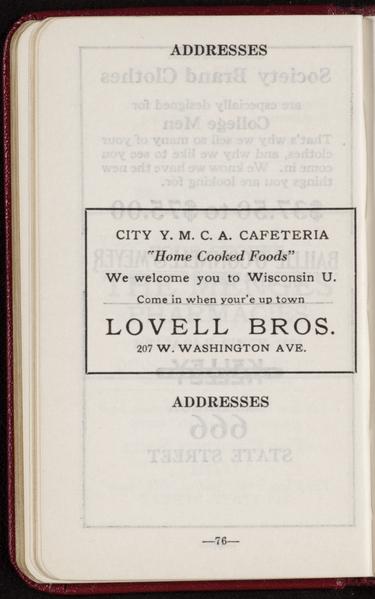 ADDRESSES
CITY Y. M. C. A. CAFETERIA
"Home Cooked Foods"
We welcome you to Wisconsin U.
Come in when your'e up town
LOVELL BROS.
207 W. WASHINGTON AVE.
ADDRESSES
—76—